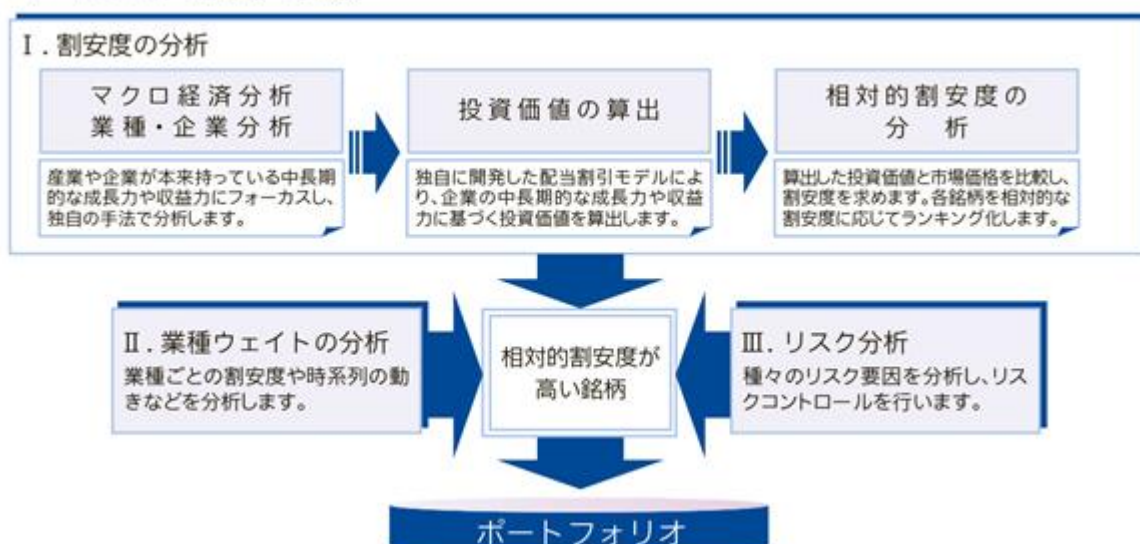 Ⅰ. 割安度の分析
マクロ経済分析
業種・企業分析
産業や企業が本来持っている中長期
的な成長力や収益力にフォーカスし、
独自の手法で分析します。
投資価値の算出
独自に開発した配当割引モデルによ
り、企業の中長期的な成長力や収益
力に基づく投資価値を算出します。
相対的割安度の
分 析
算出した投資価値と市場価格を比較し、
割安度を求めます。各銘柄を相対的な
割安度に応じてランキング化します。
Ⅱ. 業種ウェイトの分析
業種ごとの割安度や時系列の動
きなどを分析します。
相対的割安度が
高い銘柄
Ⅲ. リスク分析
種々のリスク要因を分析し、リス
クコントロールを行います。
ポートフォリオ